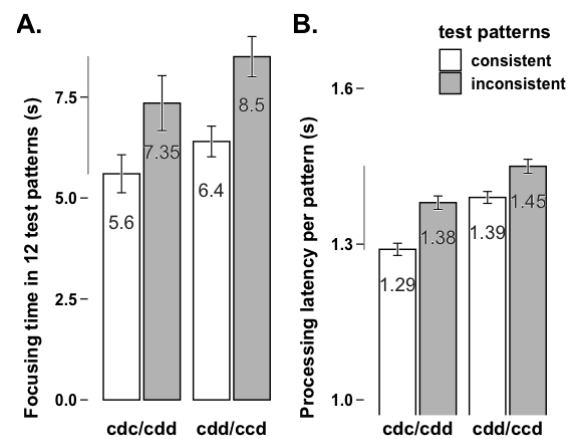 A.
B.
test patterns
consistent
inconsistent
Focusing time in 12 test patterns (s)
7.5
5.0
2.5
0.0
5.6
7.35
6.4
8.5
cdc/cdd
cdd/ccd
Processing latency per pattern (s)
1.6
1.3
1.0
1.29
1.38
1.39
1.45
cdc/cdd
cdd/ccd